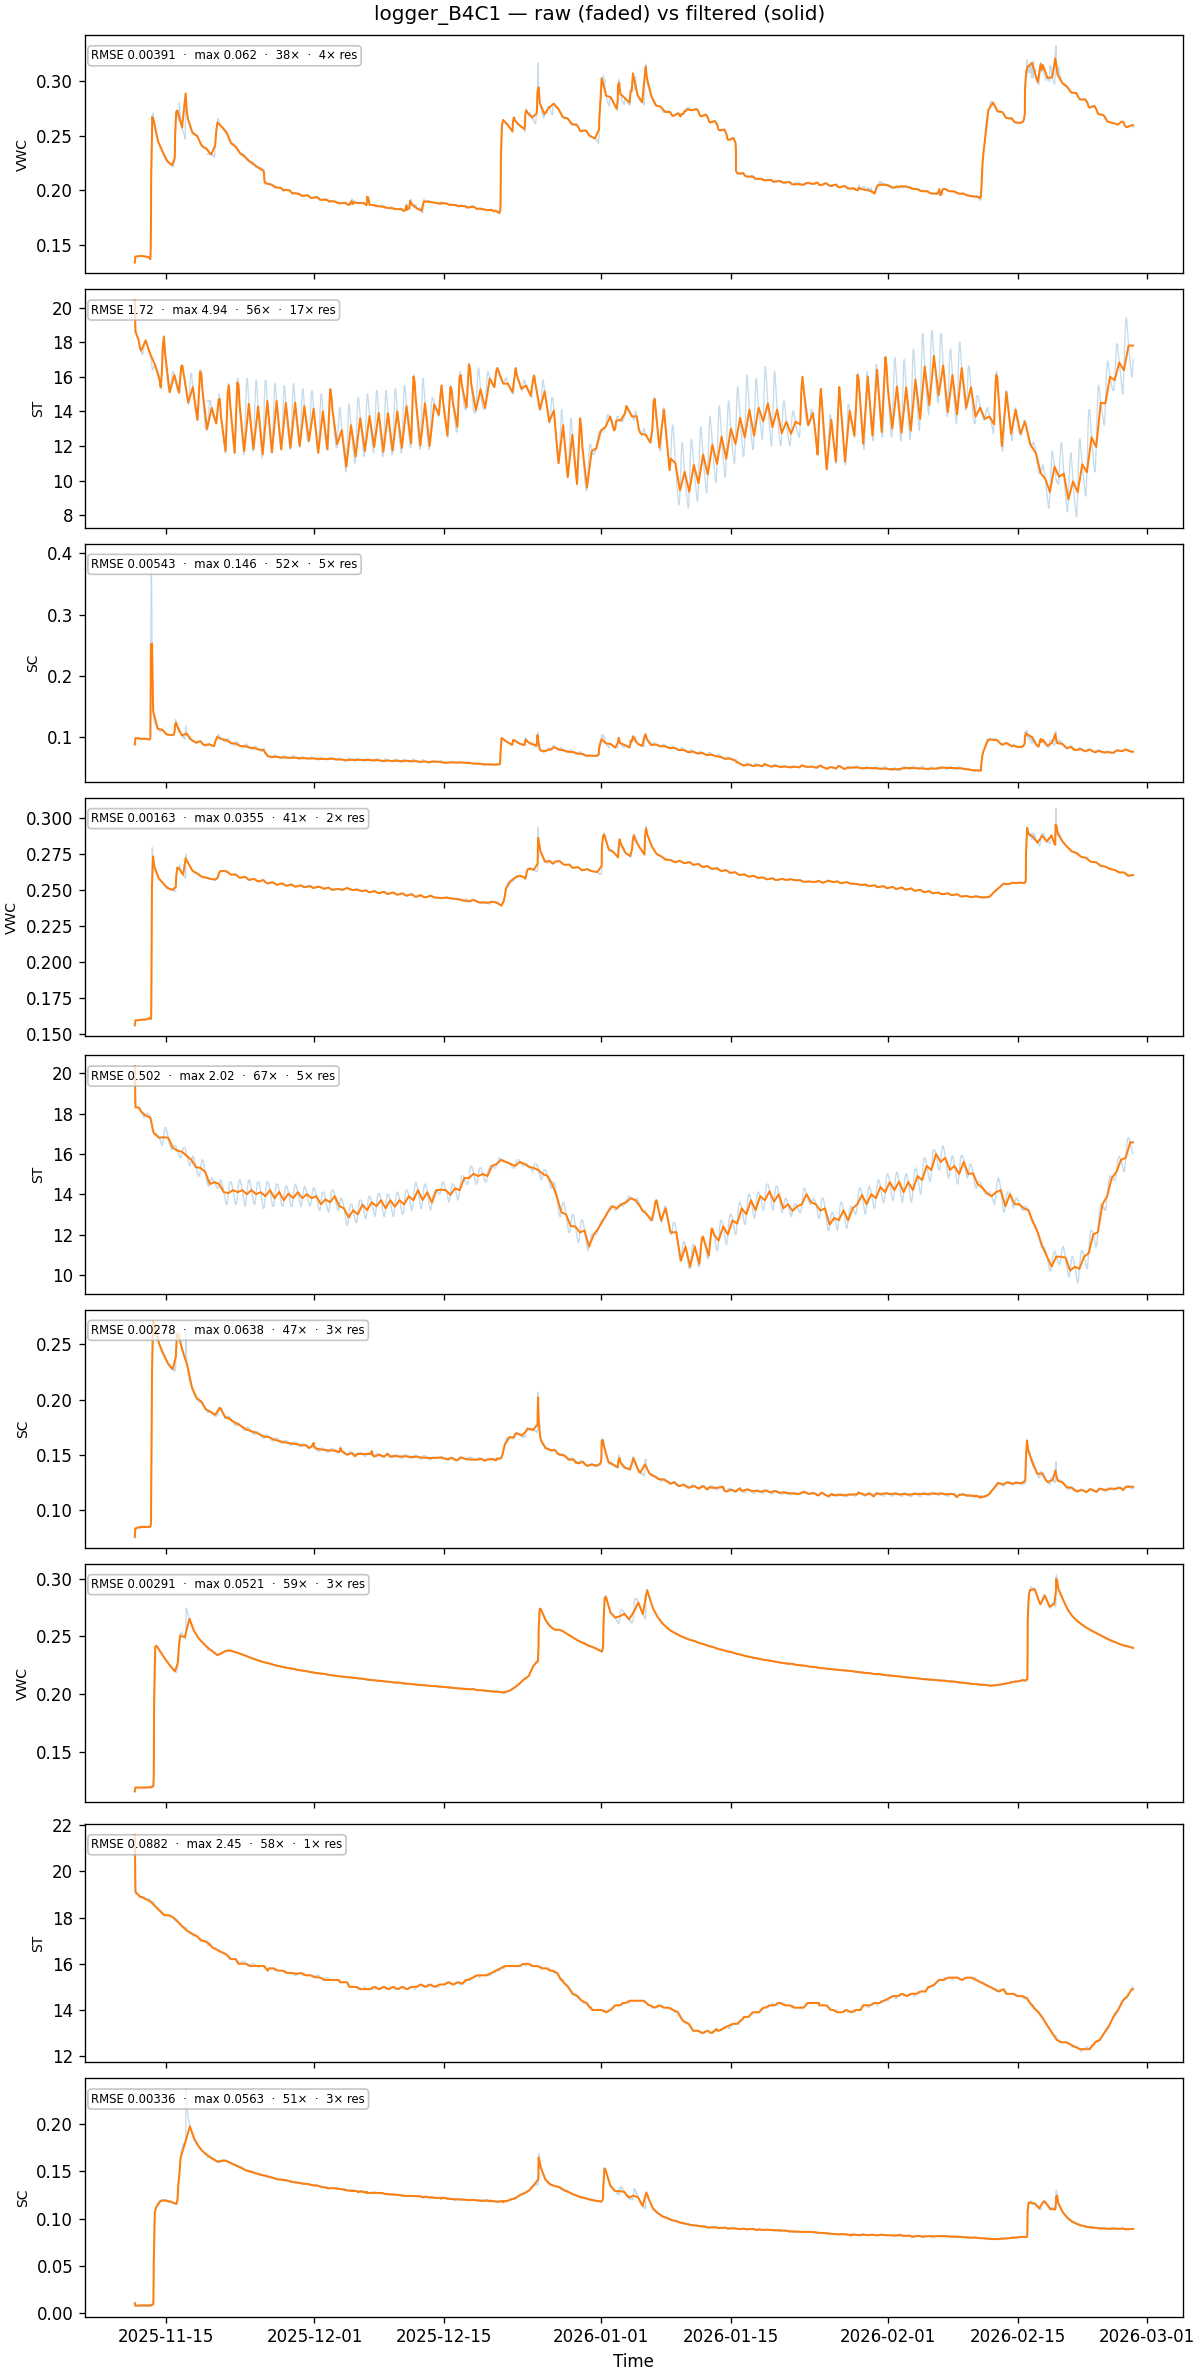 logger_B4C1 — raw (faded) vs filtered (solid)
RMSE 0.00391 · max 0.062 · 38× · 4× res
0.30
0.25
0.20
0.15
VWC
RMSE 1.72 · max 4.94 · 56× · 17× res
20
18
16
14
12
10
8
ST
RMSE 0.00543 · max 0.146 · 52× · 5× res
0.4
0.3
0.2
0.1
SC
RMSE 0.00163 · max 0.0355 · 41× · 2× res
0.300
0.275
0.250
0.225
0.200
0.175
0.150
VWC
RMSE 0.502 · max 2.02 · 67× · 5× res
20
18
16
14
12
10
ST
RMSE 0.00278 · max 0.0638 · 47× · 3× res
0.25
0.20
0.15
0.10
SC
RMSE 0.00291 · max 0.0521 · 59× · 3× res
0.30
0.25
0.20
0.15
VWC
RMSE 0.0882 · max 2.45 · 58× · 1× res
22
20
18
16
14
12
ST
RMSE 0.00336 · max 0.0563 · 51× · 3× res
0.20
0.15
0.10
0.05
0.00
SC
2025-11-15 2025-12-01 2025-12-15 2026-01-01 2026-01-15 2026-02-01 2026-02-15 2026-03-01
Time